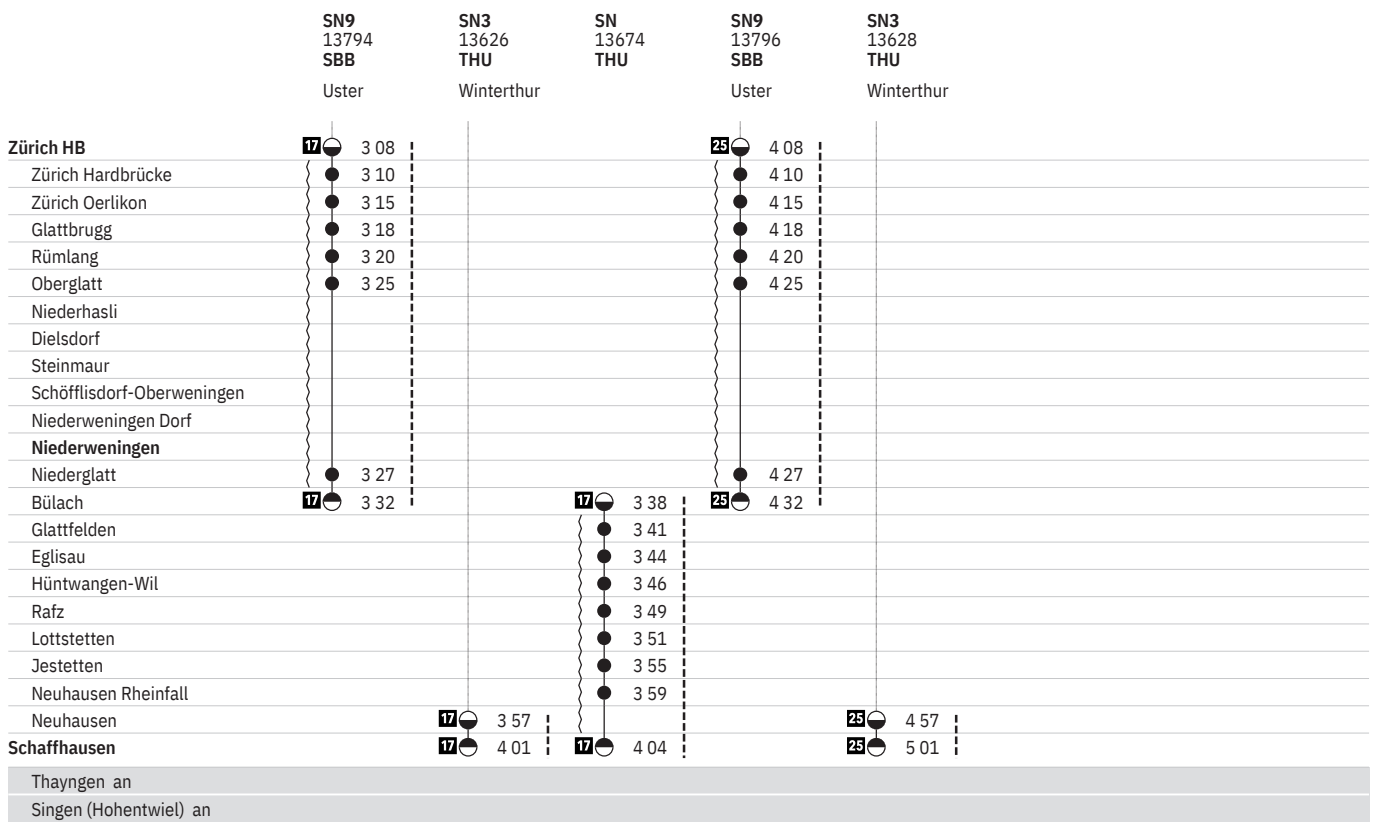 SN9 SN3 SN SN9 SN3
13794 13626 13674 13796 13628
SBB THU THU SBB THU
Uster Winterthur Uster Winterthur
Zürich HB 17 3 08 25 4 08
Zürich Hardbrücke 3 10 4 10
Zürich Oerlikon 3 15 4 15
Glattbrugg 3 18 4 18
Rümlang 3 20 4 20
Oberglatt 3 25 4 25
Niederhasli
Dielsdorf
Steinmaur
Schöfflisdorf-Oberweningen
Niederweningen Dorf
Niederweningen
Niederglatt 3 27 4 27
Bülach 17 3 32 17 3 38 25 4 32
Glattfelden 3 41
Eglisau 3 44
Hüntwangen-Wil 3 46
Rafz 3 49
Lottstetten 3 51
Jestetten 3 55
Neuhausen Rheinfall 3 59
Neuhausen 17 3 57 25 4 57
Schaffhausen 17 4 01 17 4 04 25 5 01
Thayngen an
Singen (Hohentwiel) an